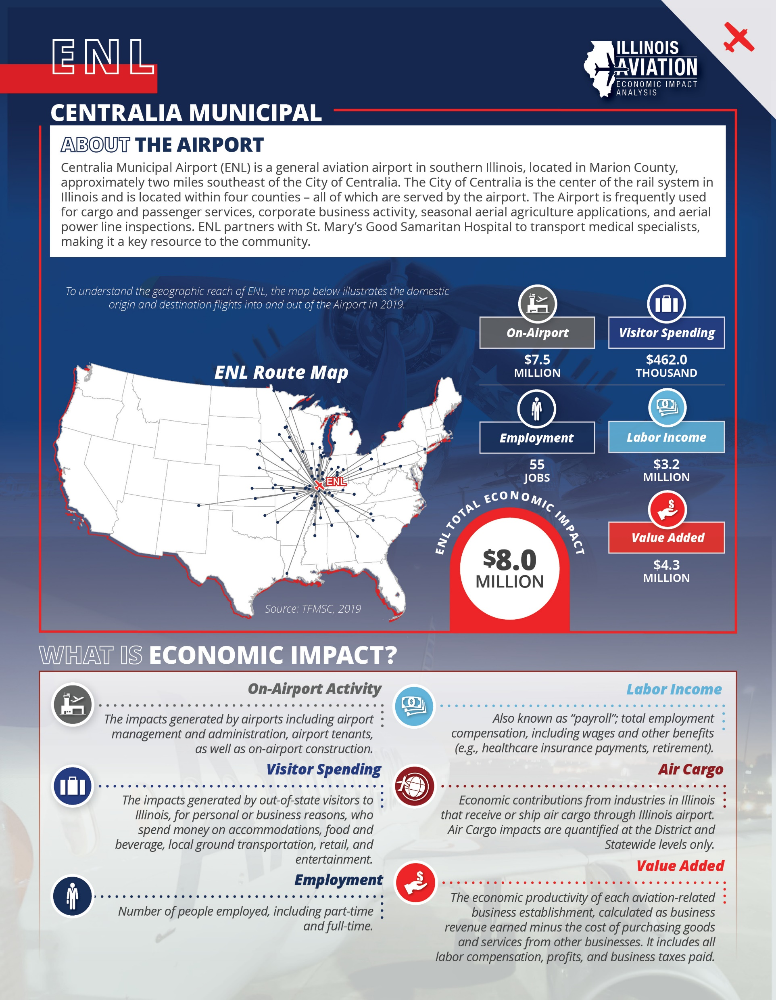 ENL
ILLINOIS
AVIATION
ECONOMIC IMPACT
ANALYSIS
CENTRALIA MUNICIPAL
ABOUT THE AIRPORT
Centralia Municipal Airport (ENL) is a general aviation airport in southern Illinois, located in Marion County,
approximately two miles southeast of the City of Centralia. The City of Centralia is the center of the rail system in
Illinois and is located within four counties – all of which are served by the airport. The Airport is frequently used
for cargo and passenger services, corporate business activity, seasonal aerial agriculture applications, and aerial
power line inspections. ENL partners with St. Mary’s Good Samaritan Hospital to transport medical specialists,
making it a key resource to the community.
To understand the geographic reach of ENL, the map below illustrates the domestic
origin and destination flights into and out of the Airport in 2019.
ENL Route Map
ENL
Source: TFMSC, 2019
On-Airport
$7.5
MILLION
Visitor Spending
$462.0
THOUSAND
Employment
55
JOBS
Labor Income
$3.2
MILLION
ENL TOTAL ECONOMIC IMPACT
$8.0
MILLION
Value Added
$4.3
MILLION
WHAT IS ECONOMIC IMPACT?
On-Airport Activity
The impacts generated by airports including airport
management and administration, airport tenants,
as well as on-airport construction.
Visitor Spending
The impacts generated by out-of-state visitors to
Illinois, for personal or business reasons, who
spend money on accommodations, food and
beverage, local ground transportation, retail, and
entertainment.
Employment
Number of people employed, including part-time
and full-time.
Labor Income
Also known as “payroll”; total employment
compensation, including wages and other benefits
(e.g., healthcare insurance payments, retirement).
Air Cargo
Economic contributions from industries in Illinois
that receive or ship air cargo through Illinois airport.
Air Cargo impacts are quantified at the District and
Statewide levels only.
Value Added
The economic productivity of each aviation-related
business establishment, calculated as business
revenue earned minus the cost of purchasing goods
and services from other businesses. It includes all
labor compensation, profits, and business taxes paid.